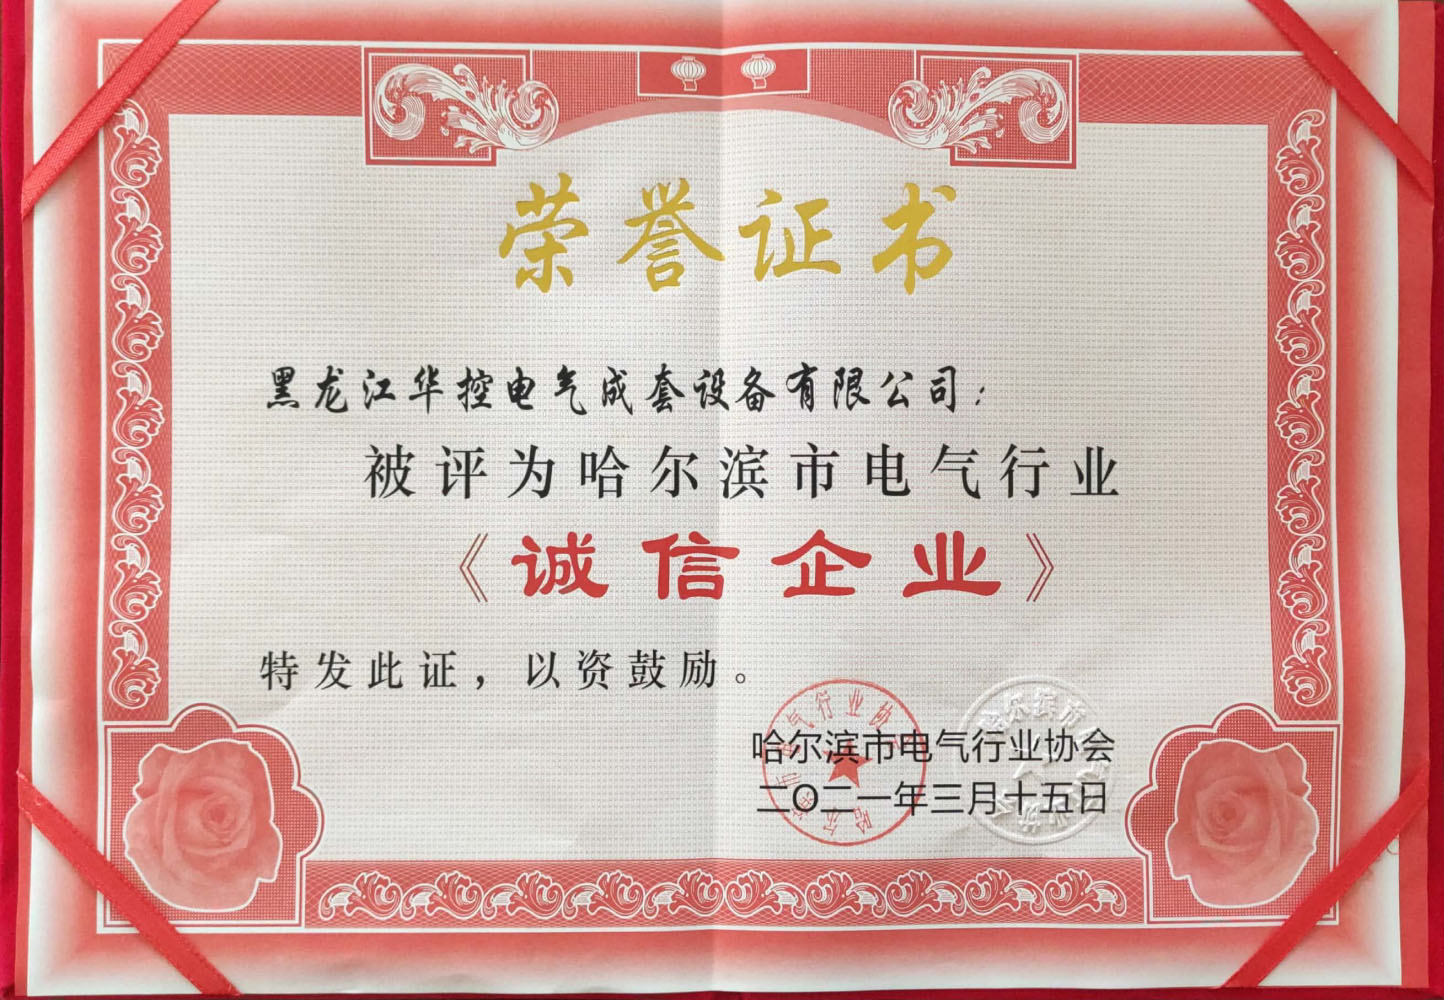 荣誉证书
黑龙江华控电气成套设备有限公司：
被评为哈尔滨市电气行业
《诚信企业》
特发此证，以资鼓励。
哈尔滨市电气行业协会
二〇二一年三月十五日